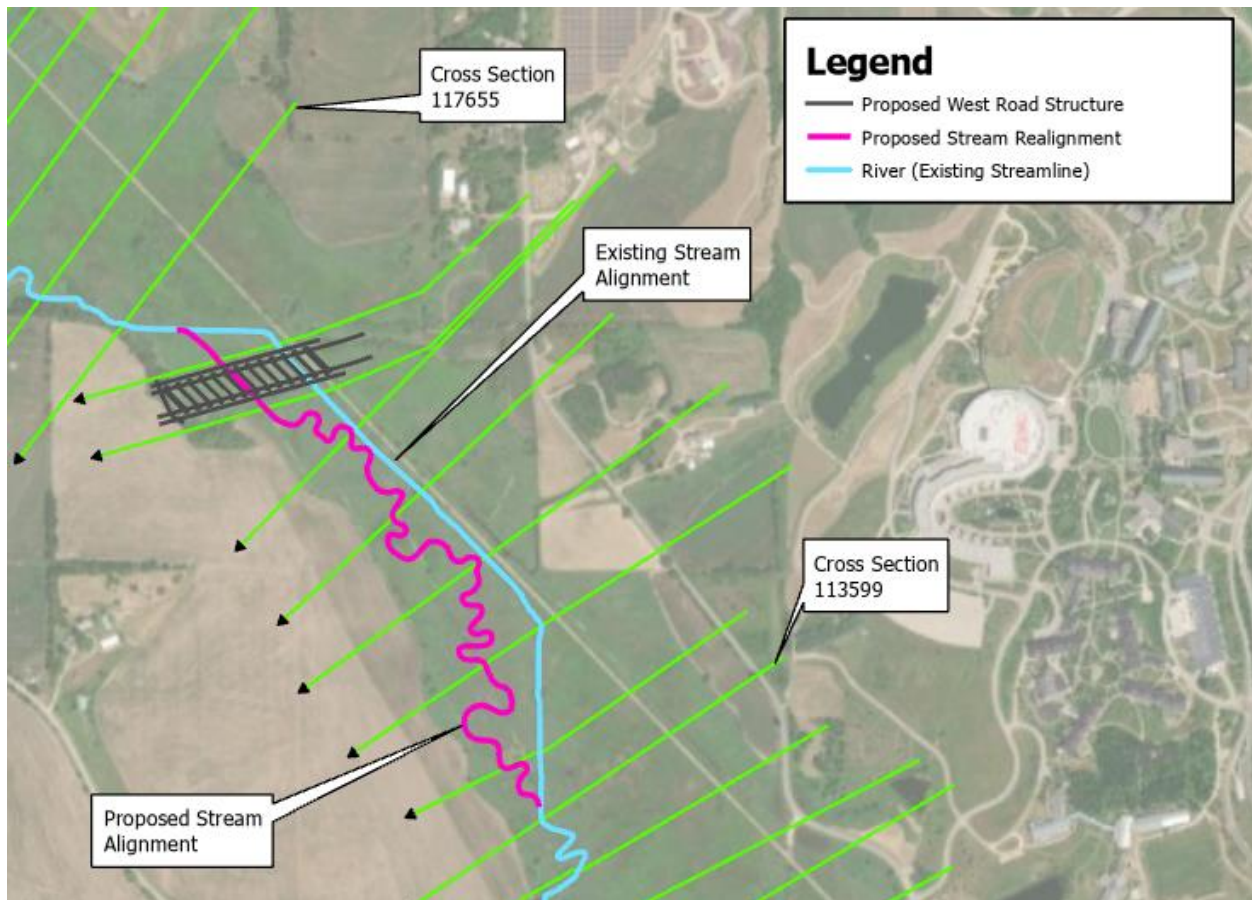 Cross Section
117655
Legend
Proposed West Road Structure
Proposed Stream Realignment
River (Existing Streamline)
Existing Stream
Alignment
Cross Section
113599
Proposed Stream
Alignment